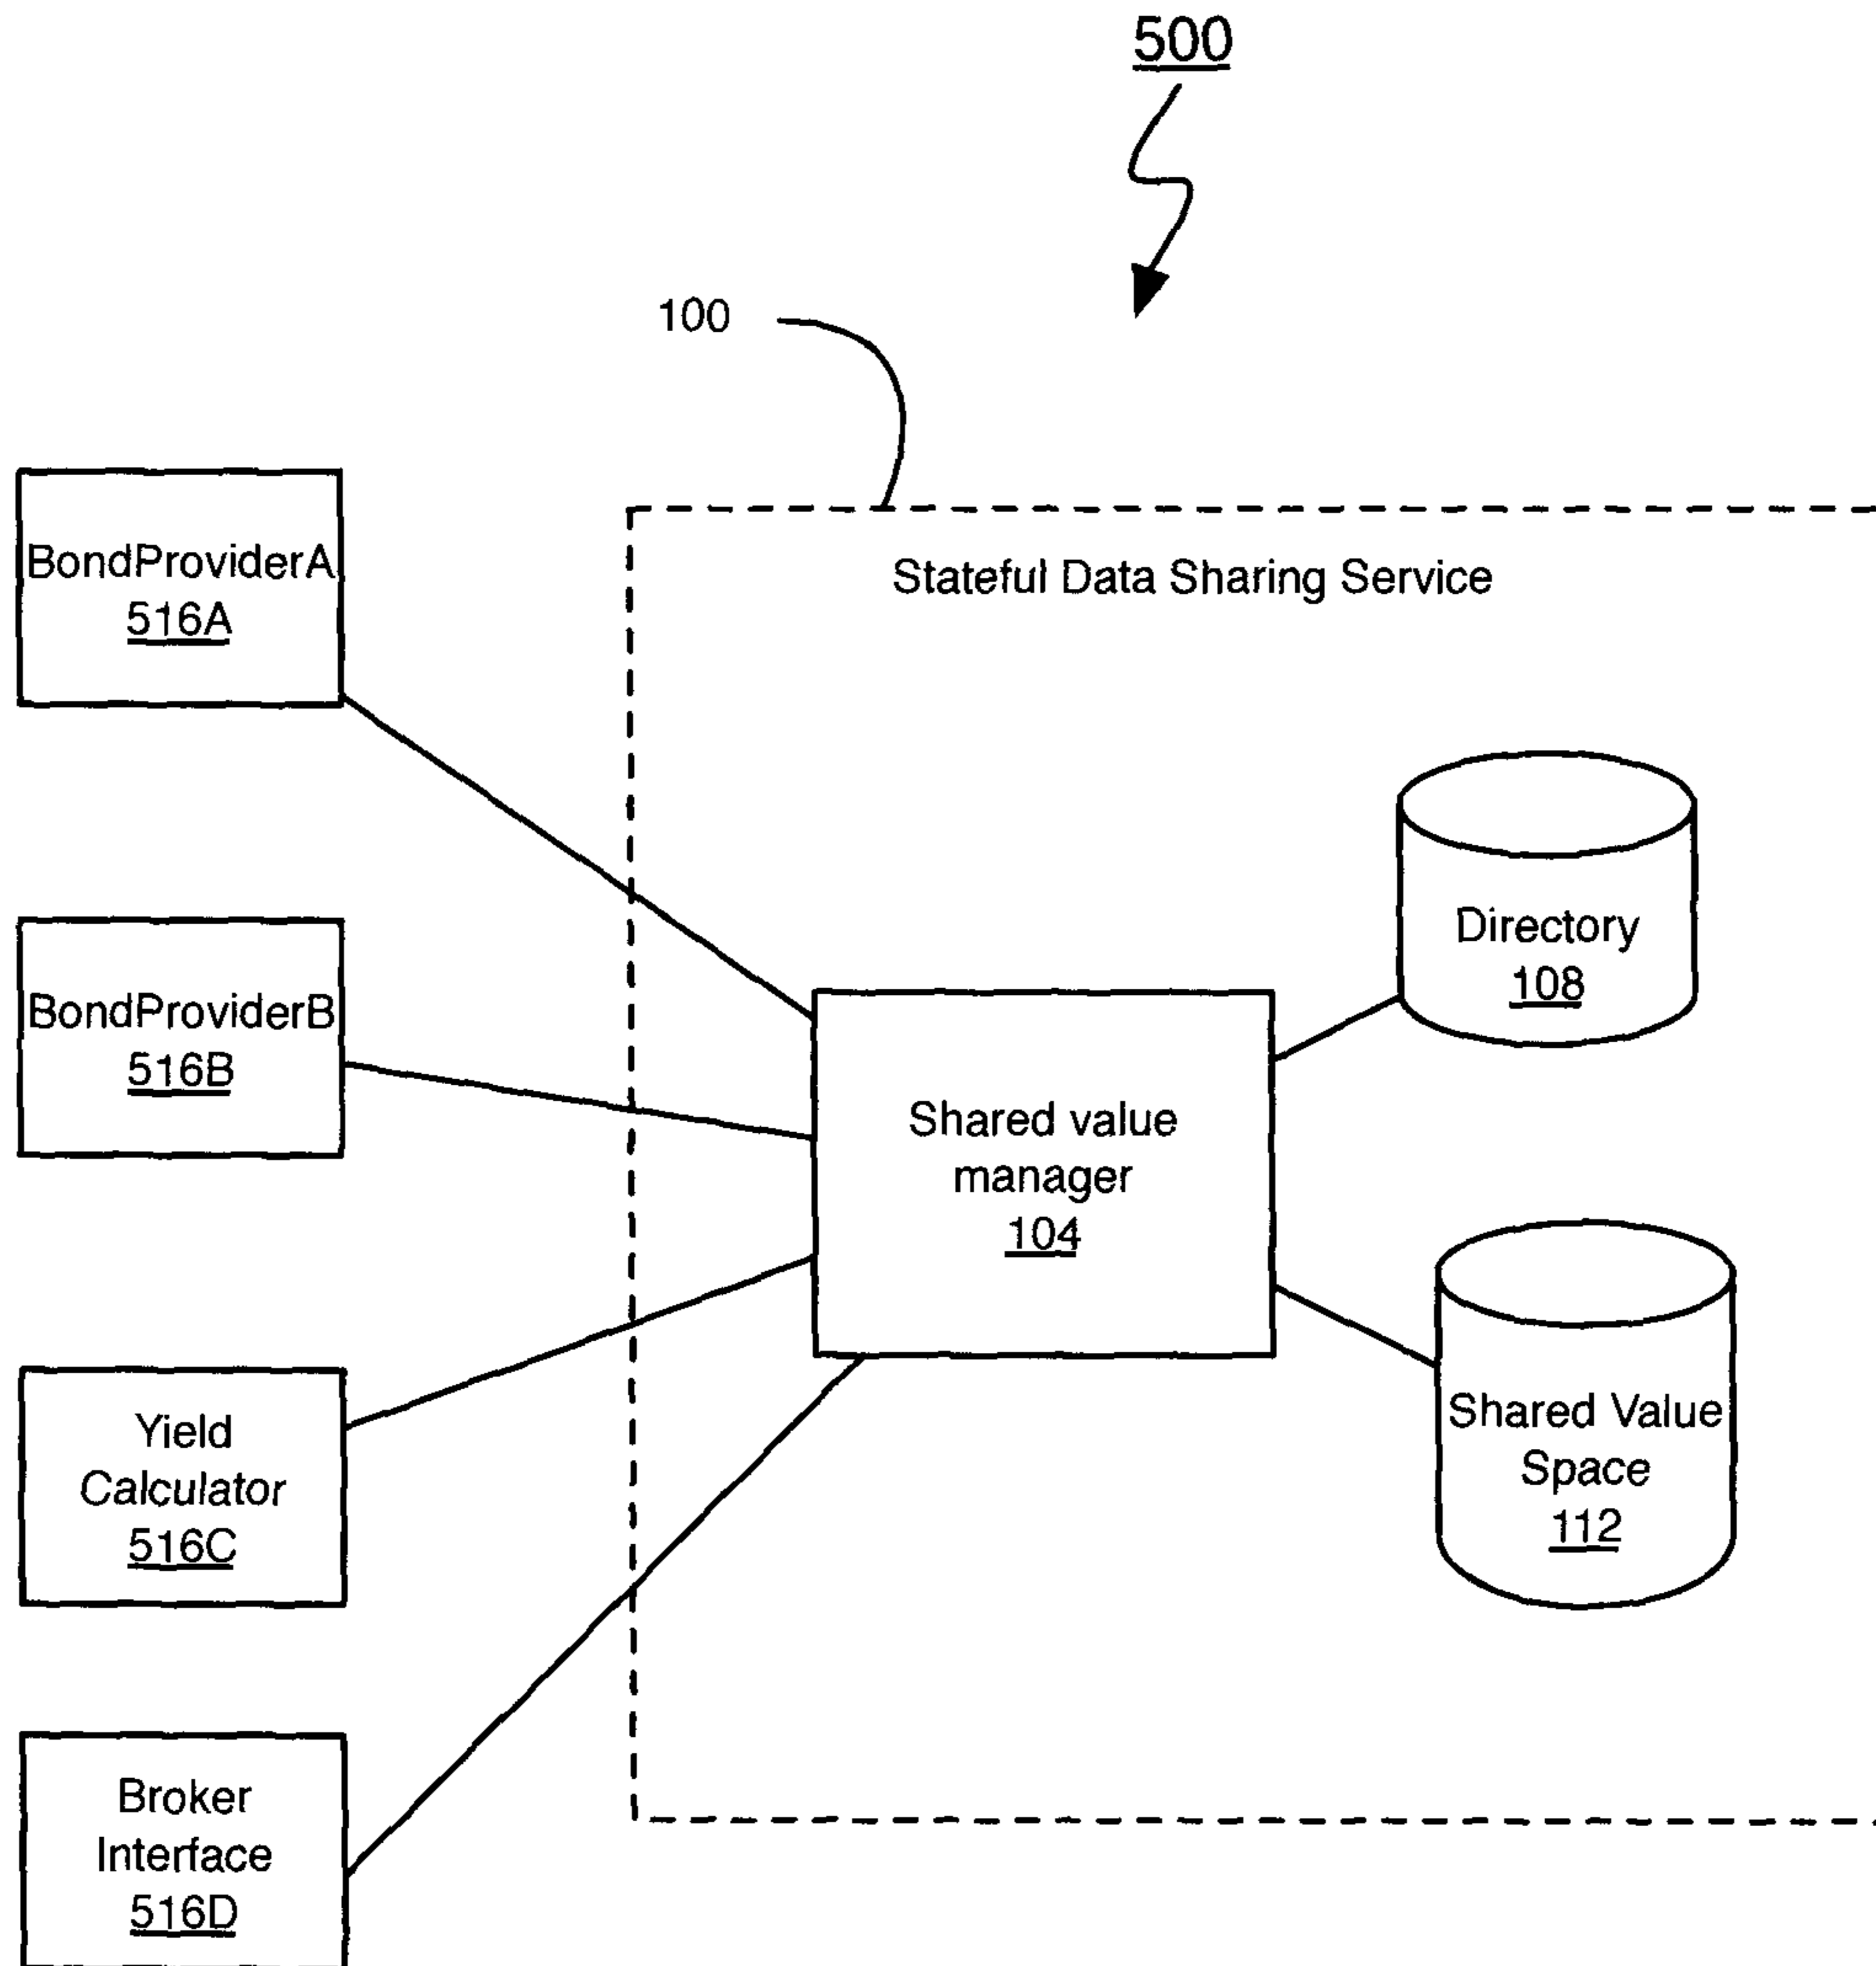 500
100
BondProviderA
516A
Stateful Data Sharing Service
Directory
108
BondProviderB
516B
Shared value
manager
104
Yield
Calculator
516C
Shared Value
Space
112
Broker
Interface
516D